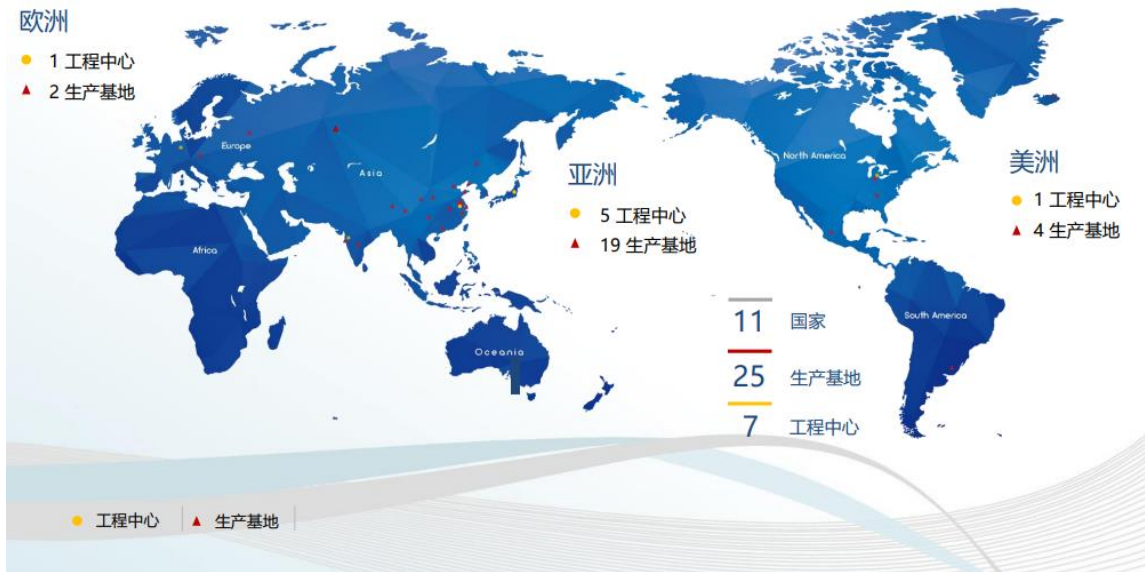 欧洲
1 工程中心
2 生产基地
Europe
Asia
Africa
Oceania
亚洲
5 工程中心
19 生产基地
North America
美洲
1 工程中心
4 生产基地
South America
11 国家
25 生产基地
7 工程中心
工程中心 生产基地